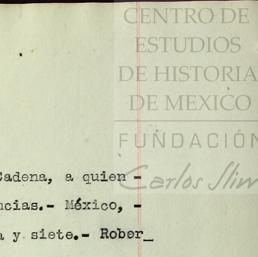 CENTRO DE
ESTUDIOS
DE HISTORIA
DE MEXICO
FUNDACIÓN
Carlos Slim
Cadena, a quien -
ncias.- México, -
a y siete.- Rober_